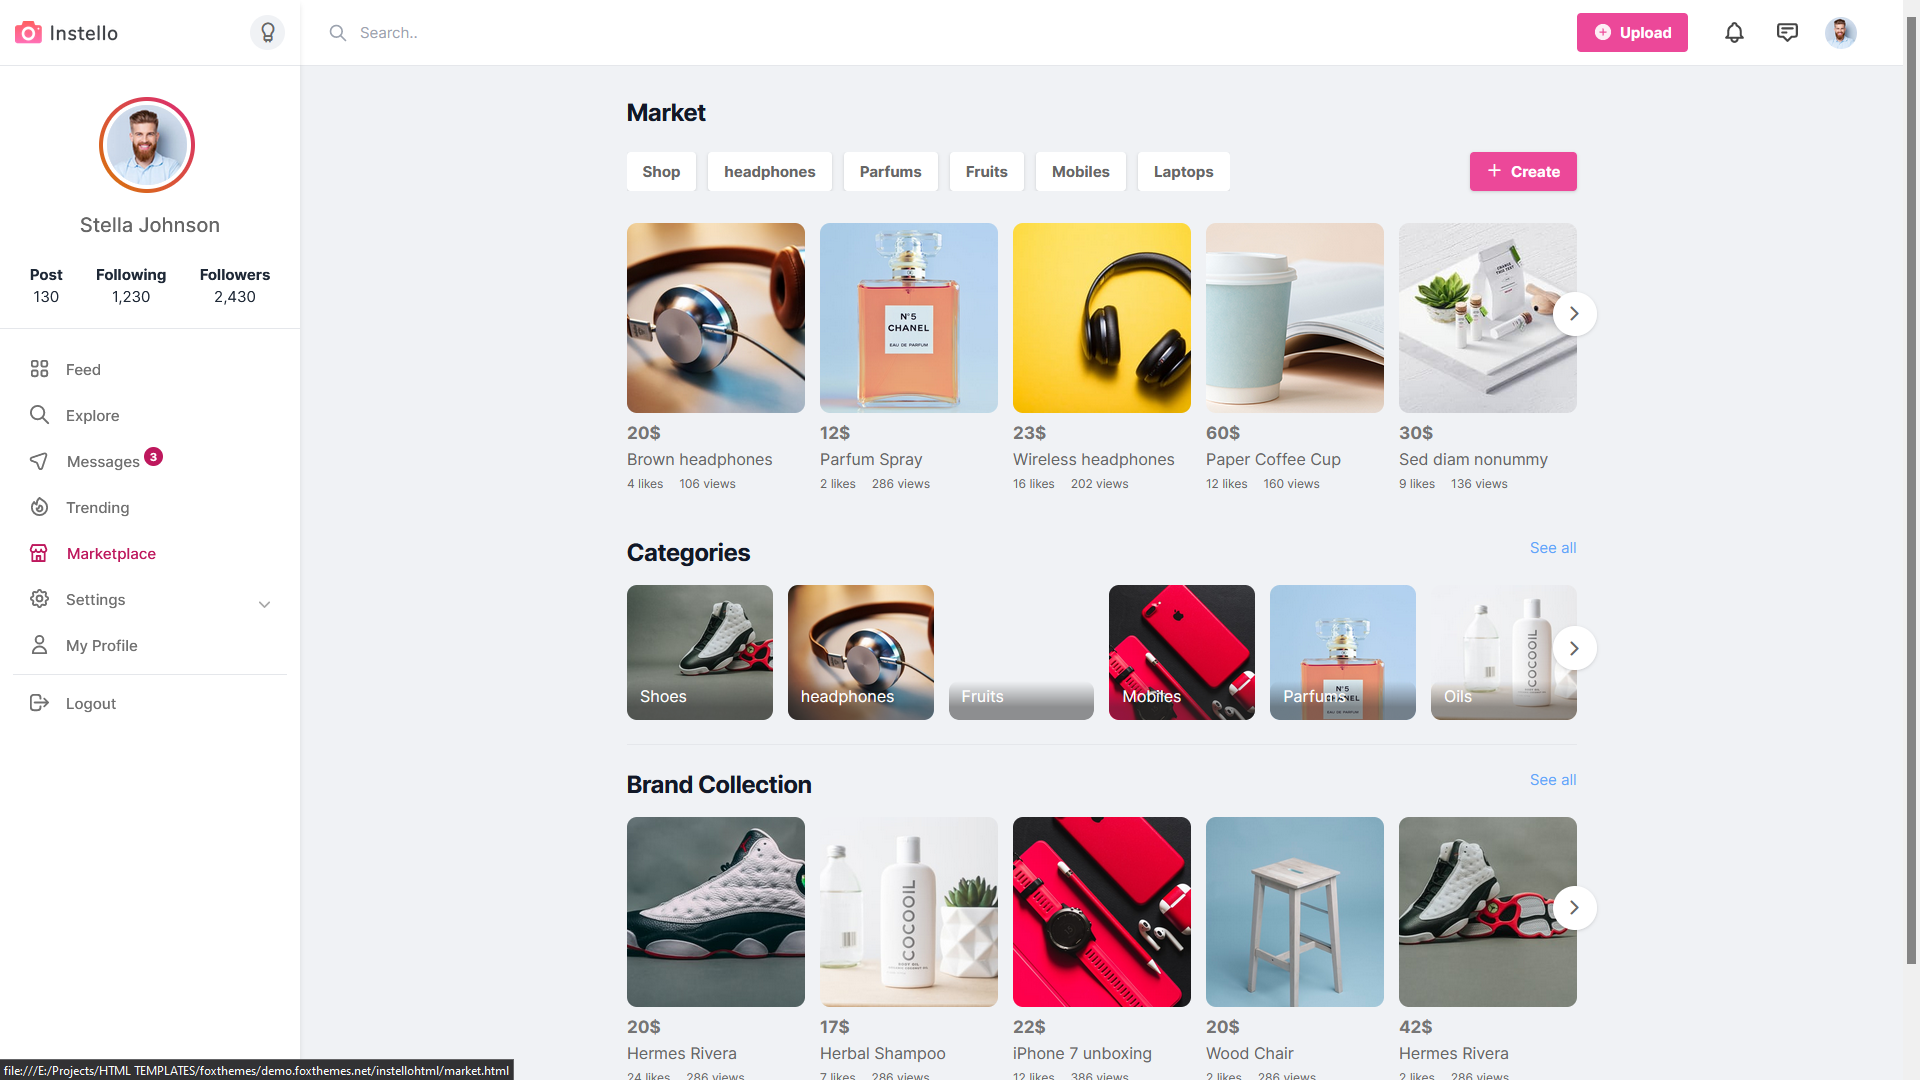 Instello
Search..
Upload
Stella Johnson
Post Following Followers
130 1,230 2,430
Feed
Explore
Messages 3
Trending
Marketplace
Settings
My Profile
Logout
Market
Shop headphones Parfums Fruits Mobiles Laptops
Create
N°5
CHANEL
EAU DE PARFUM
20$ 12$ 23$ 60$ 30$
Brown headphones Parfum Spray Wireless headphones Paper Coffee Cup Sed diam nonummy
4 likes 106 views 2 likes 286 views 16 likes 202 views 12 likes 160 views 9 likes 136 views
Categories
See all
COCOOIL
N°5
Shoes headphones Fruits Mobiles Parfums Oils
Brand Collection
See all
COCOOIL
BODY OIL
20$ 17$ 22$ 20$ 42$
Hermes Rivera Herbal Shampoo iPhone 7 unboxing Wood Chair Hermes Rivera
24 likes 286 views 7 likes 286 views 12 likes 386 views 2 likes 286 views 2 likes 286 views
file:///E:/Projects/HTML TEMPLATES/foxthemes/demo.foxthemes.net/instellohtml/market.html